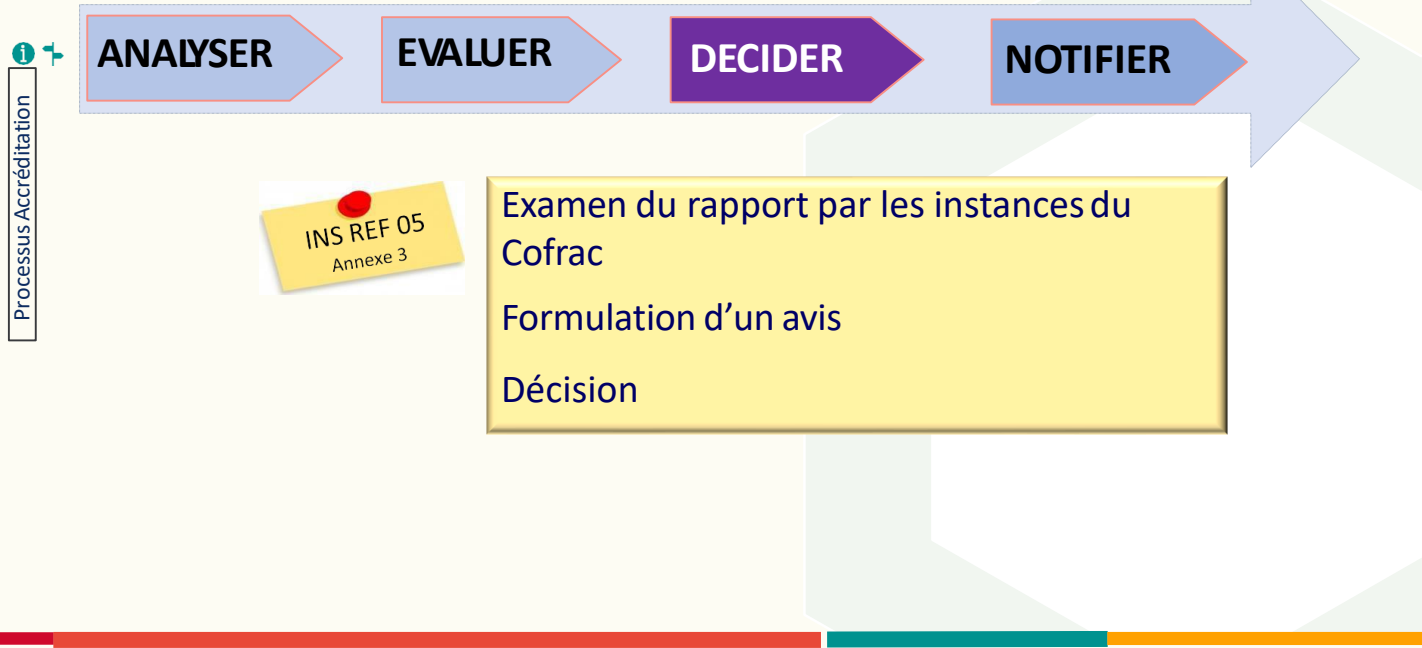 ANALYSER
EVALUER
DECIDER
NOTIFIER
Processus Accréditation
INS REF 05
Annexe 3
Examen du rapport par les instances du
Cofrac
Formulation d’un avis
Décision